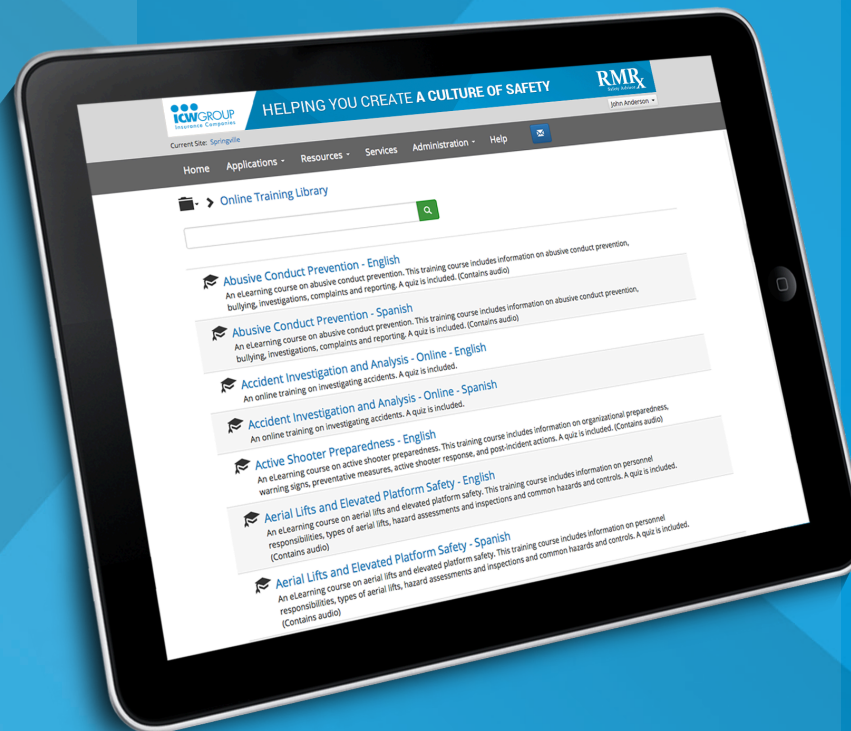 ICWGROUP
Insurance Companies
HELPING YOU CREATE A CULTURE OF SAFETY
RMRx
Safety Advisor
John Anderson
Current Site: Springville
Home Applications Resources Services Administration Help
Online Training Library
Abusive Conduct Prevention - English
An eLearning course on abusive conduct prevention. This training course includes information on abusive conduct prevention,
bullying, investigations, complaints and reporting. A quiz is included. (Contains audio)
Abusive Conduct Prevention - Spanish
An eLearning course on abusive conduct prevention. This training course includes information on abusive conduct prevention,
bullying, investigations, complaints and reporting. A quiz is included. (Contains audio)
Accident Investigation and Analysis - Online - English
An online training on investigating accidents. A quiz is included.
Accident Investigation and Analysis - Online - Spanish
An online training on investigating accidents. A quiz is included.
Active Shooter Preparedness - English
An eLearning course on active shooter preparedness. This training course includes information on organizational preparedness,
warning signs, preventative measures, active shooter response, and post-incident actions. A quiz is included. (Contains audio)
Aerial Lifts and Elevated Platform Safety - English
An eLearning course on aerial lifts and elevated platform safety. This training course includes information on personnel
responsibilities, types of aerial lifts, hazard assessments and inspections and common hazards and controls. A quiz is included.
(Contains audio)
Aerial Lifts and Elevated Platform Safety - Spanish
An eLearning course on aerial lifts and elevated platform safety. This training course includes information on personnel
responsibilities, types of aerial lifts, hazard assessments and inspections and common hazards and controls. A quiz is included.
(Contains audio)